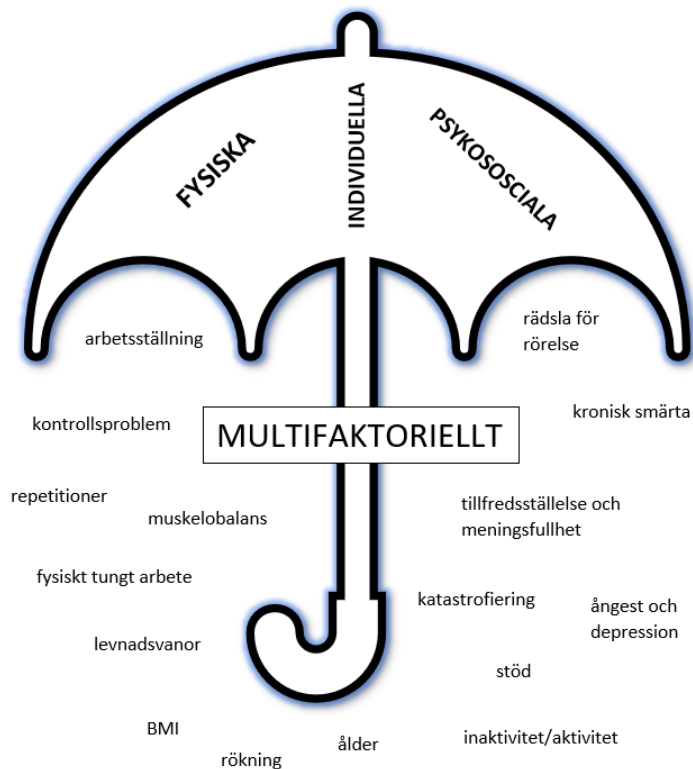 FYSISKA
INDIVIDUELLA
PSYKOSOSCIALA
arbetsställning
rädsla för
rörelse
kontrollsproblem
kronisk smärta
MULTIFAKTORIELLT
repetitioner
muskelobalans
tillfredsställelse och
meningsfullhet
fysiskt tungt arbete
katastrofiering
ångest och
depression
levnadsvanor
stöd
BMI
rökning
ålder
inaktivitet/aktivitet